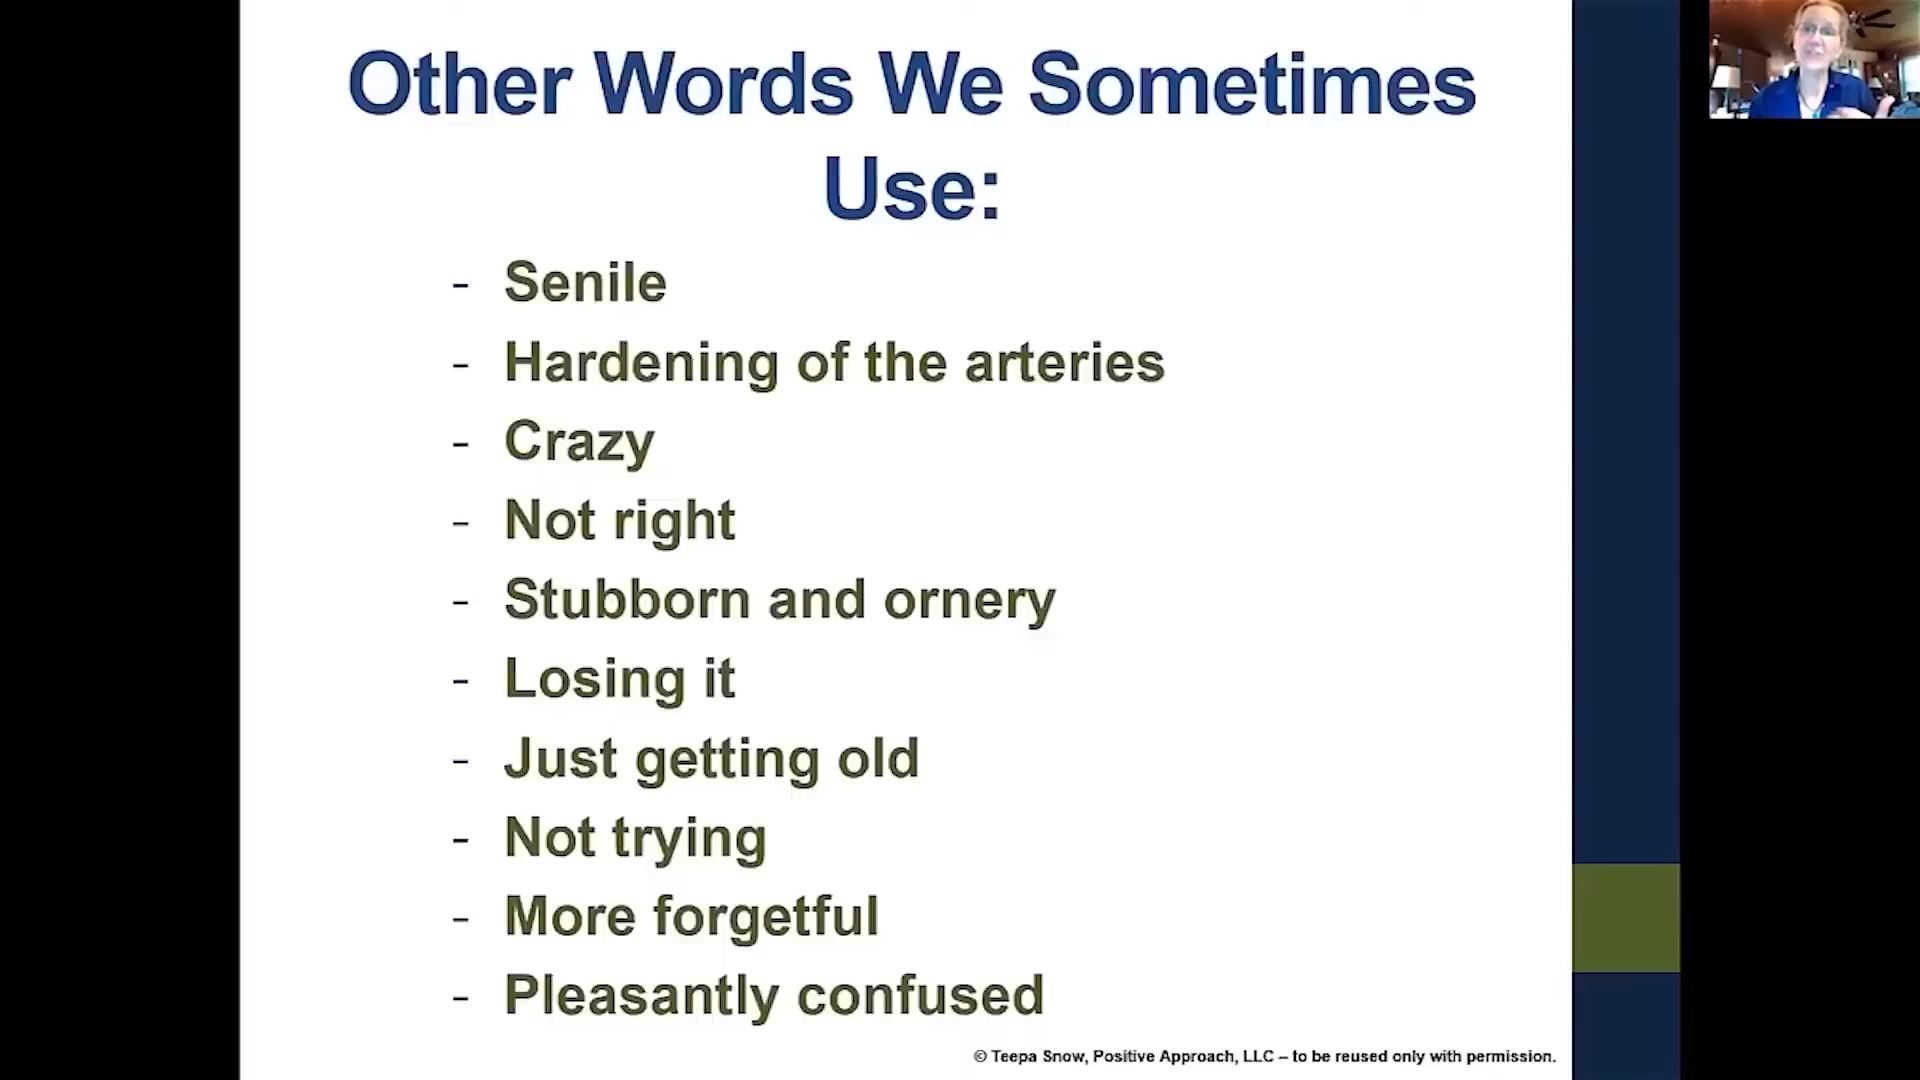 Other Words We Sometimes
Use:
- Senile
- Hardening of the arteries
- Crazy
- Not right
- Stubborn and ornery
- Losing it
- Just getting old
- Not trying
- More forgetful
- Pleasantly confused
© Teepa Snow, Positive Approach, LLC – to be reused only with permission.